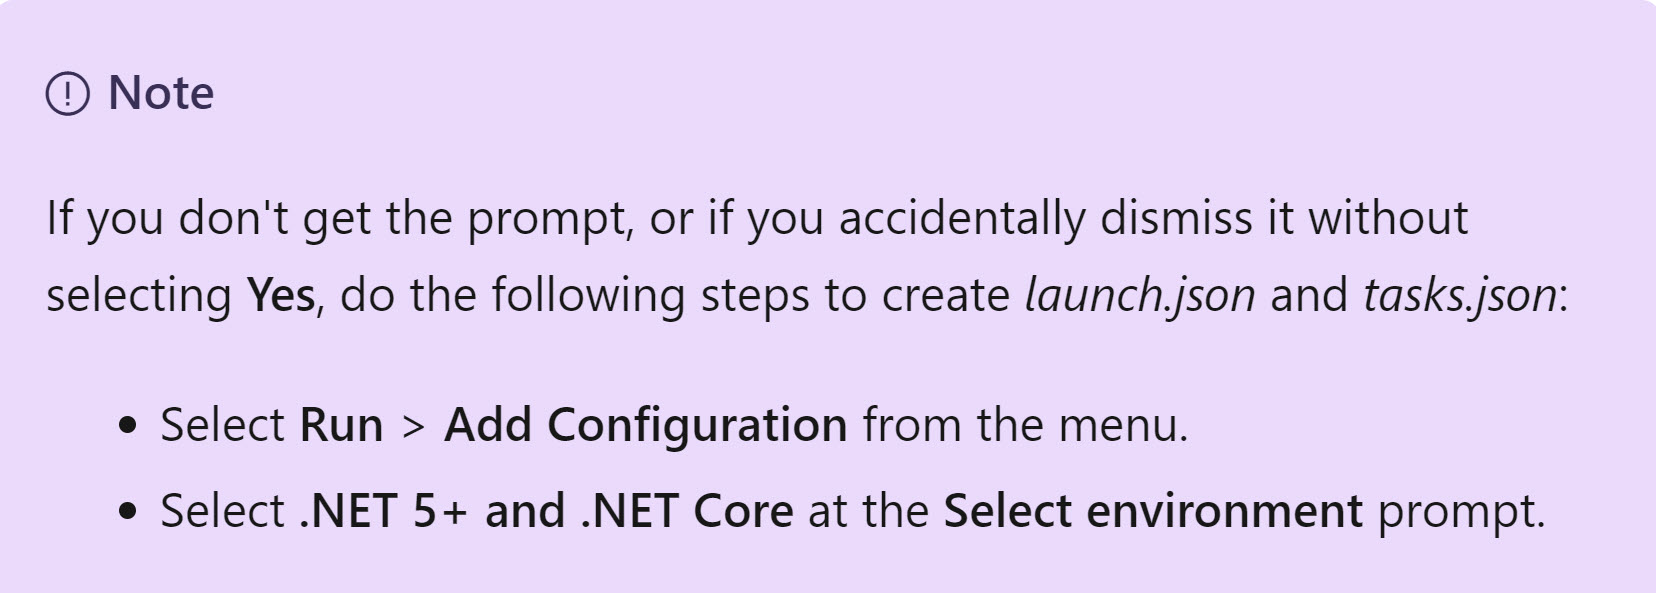 Note
If you don't get the prompt, or if you accidentally dismiss it without
selecting Yes, do the following steps to create launch.json and tasks.json:
• Select Run > Add Configuration from the menu.
• Select .NET 5+ and .NET Core at the Select environment prompt.